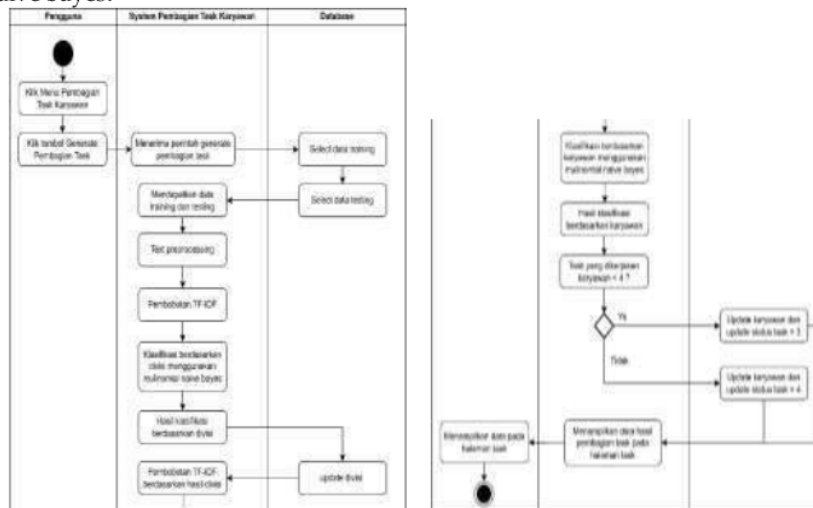 Pengguna
System Pembagian Task Karyawan
Database
Klik Menu Pembagian
Task Karyawan
Klik tombol Generate
Pembagian Task
Menerima perintah generate
pembagian task
Select data training
Select data testing
Mendapatkan data
training dan testing
Text preprocessing
Pembobotan TF-IDF
Klasifikasi berdasarkan
divisi menggunakan
multinomial naive bayes
Hasil klasifikasi
berdasarkan divisi
update divisi
Pembobotan TF-IDF
berdasarkan hasil divisi
Klasifikasi berdasarkan
karyawan menggunakan
multinomial naive bayes
Hasil klasifikasi
berdasarkan karyawan
Task yang dikerjakan
karyawan < 4 ?
Ya
Update karyawan dan
update status task = 3
Tidak
Update karyawan dan
update status task = 4
Menampilkan data hasil
pembagian task pada
halaman task
Menampilkan data pada
halaman task